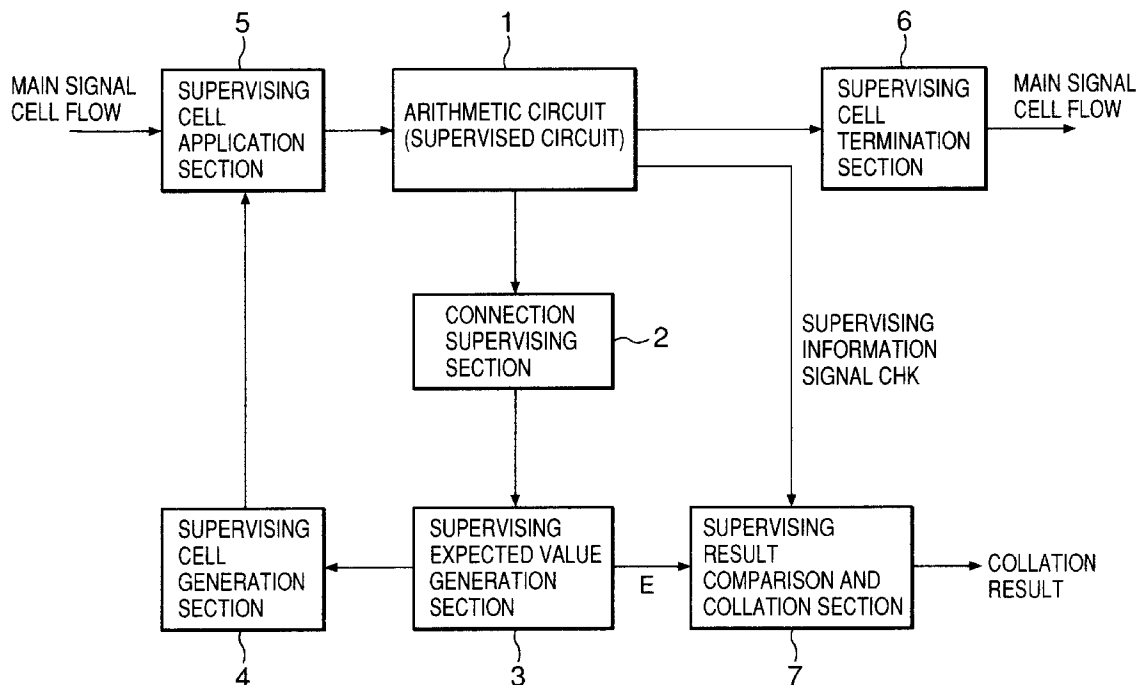 5
1
6
MAIN SIGNAL
CELL FLOW
SUPERVISING
CELL
APPLICATION
SECTION
ARITHMETIC CIRCUIT
(SUPERVISED CIRCUIT)
SUPERVISING
CELL
TERMINATION
SECTION
MAIN SIGNAL
CELL FLOW
CONNECTION
SUPERVISING
SECTION
2
SUPERVISING
INFORMATION
SIGNAL CHK
SUPERVISING
CELL
GENERATION
SECTION
SUPERVISING
EXPECTED VALUE
GENERATION
SECTION
E
SUPERVISING
RESULT
COMPARISON AND
COLLATION SECTION
COLLATION
RESULT
4
3
7